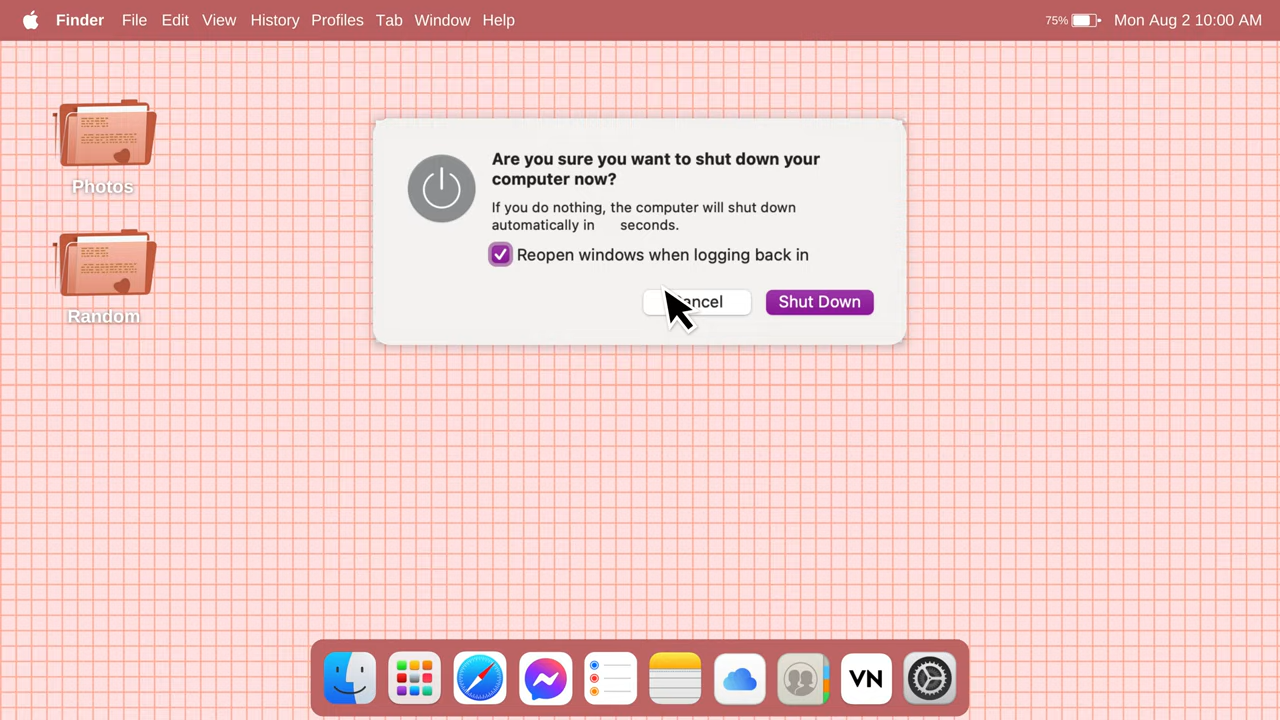 Finder File Edit View History Profiles Tab Window Help
75% Mon Aug 2 10:00 AM
Photos
Random
Are you sure you want to shut down your
computer now?
If you do nothing, the computer will shut down
automatically in seconds.
Reopen windows when logging back in
ancel Shut Down
VN